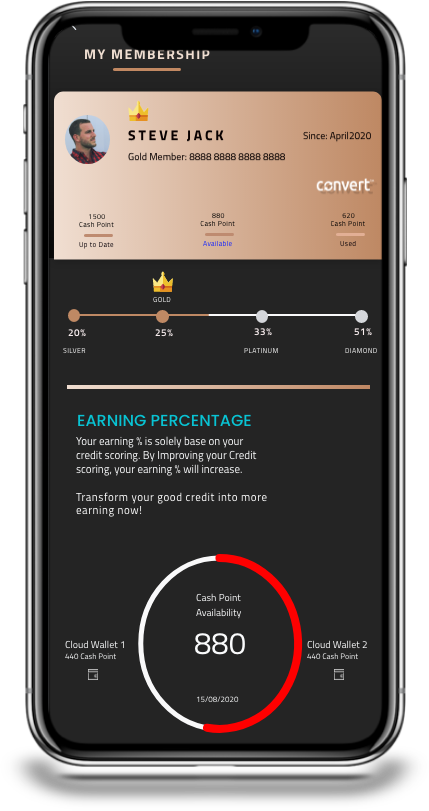 MY MEMBERSHIP
STEVE JACK
Since: April2020
Gold Member: 8888 8888 8888 8888
convert
1500
Cash Point
Up to Date
880
Cash Point
Available
620
Cash Point
Used
GOLD
20% 25% 33% 51%
SILVER PLATINUM DIAMOND
EARNING PERCENTAGE
Your earning % is solely base on your
credit scoring. By Improving your Credit
scoring, your earning % will increase.
Transform your good credit into more
earning now!
Cash Point
Availability
880
Cloud Wallet 1
440 Cash Point
Cloud Wallet 2
440 Cash Point
15/08/2020